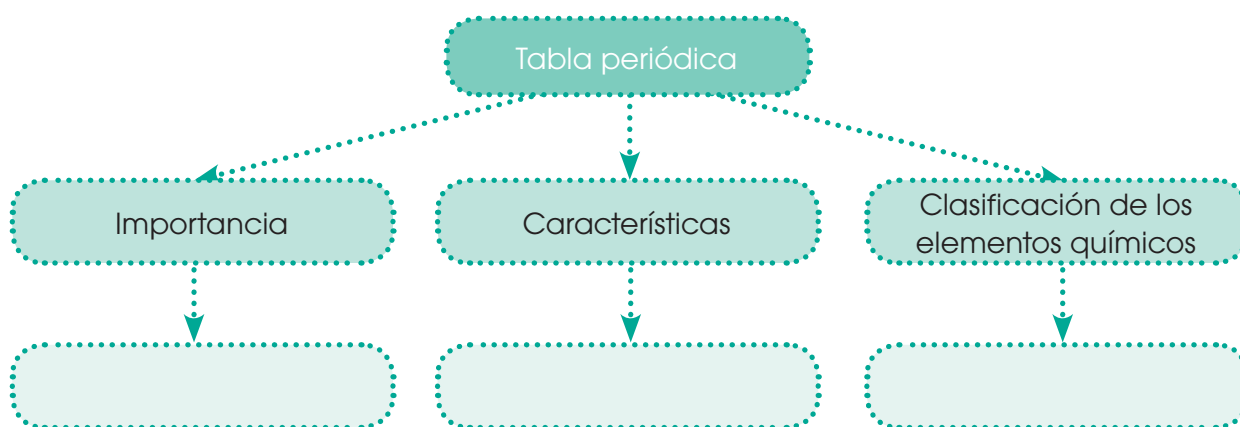 Tabla periódica
Importancia
Características
Clasificación de los
elementos químicos